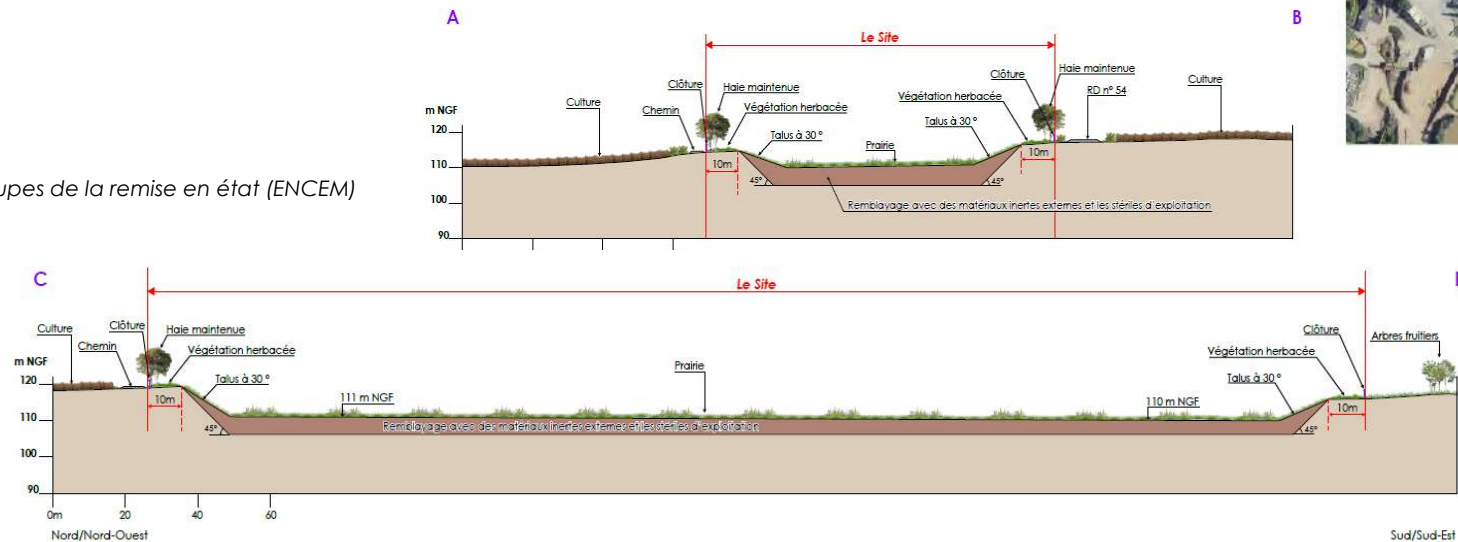 A
B
Le Site
Clôture
Haie maintenue
Clôture
Haie maintenue
m NGF
Culture
Chemin
Végétation herbacée
Végétation herbacée
RD nº 54
Culture
Talus à 30 º
Prairie
Talus à 30 º
120
110
100
90
10m
10m
45º
45º
Remblayage avec des matériaux inertes externes et les stériles d'exploitation
upes de la remise en état (ENCEM)
C
Le Site
Culture
Clôture
Haie maintenue
Clôture
Arbres fruitiers
Chemin
Végétation herbacée
Végétation herbacée
m NGF
Talus à 30 º
Prairie
Talus à 30 º
120
110
100
90
10m
111 m NGF
110 m NGF
10m
45º
Remblayage avec des matériaux inertes externes et les stériles d'exploitation
45º
0m
20
40
60
Nord/Nord-Ouest
Sud/Sud-Est